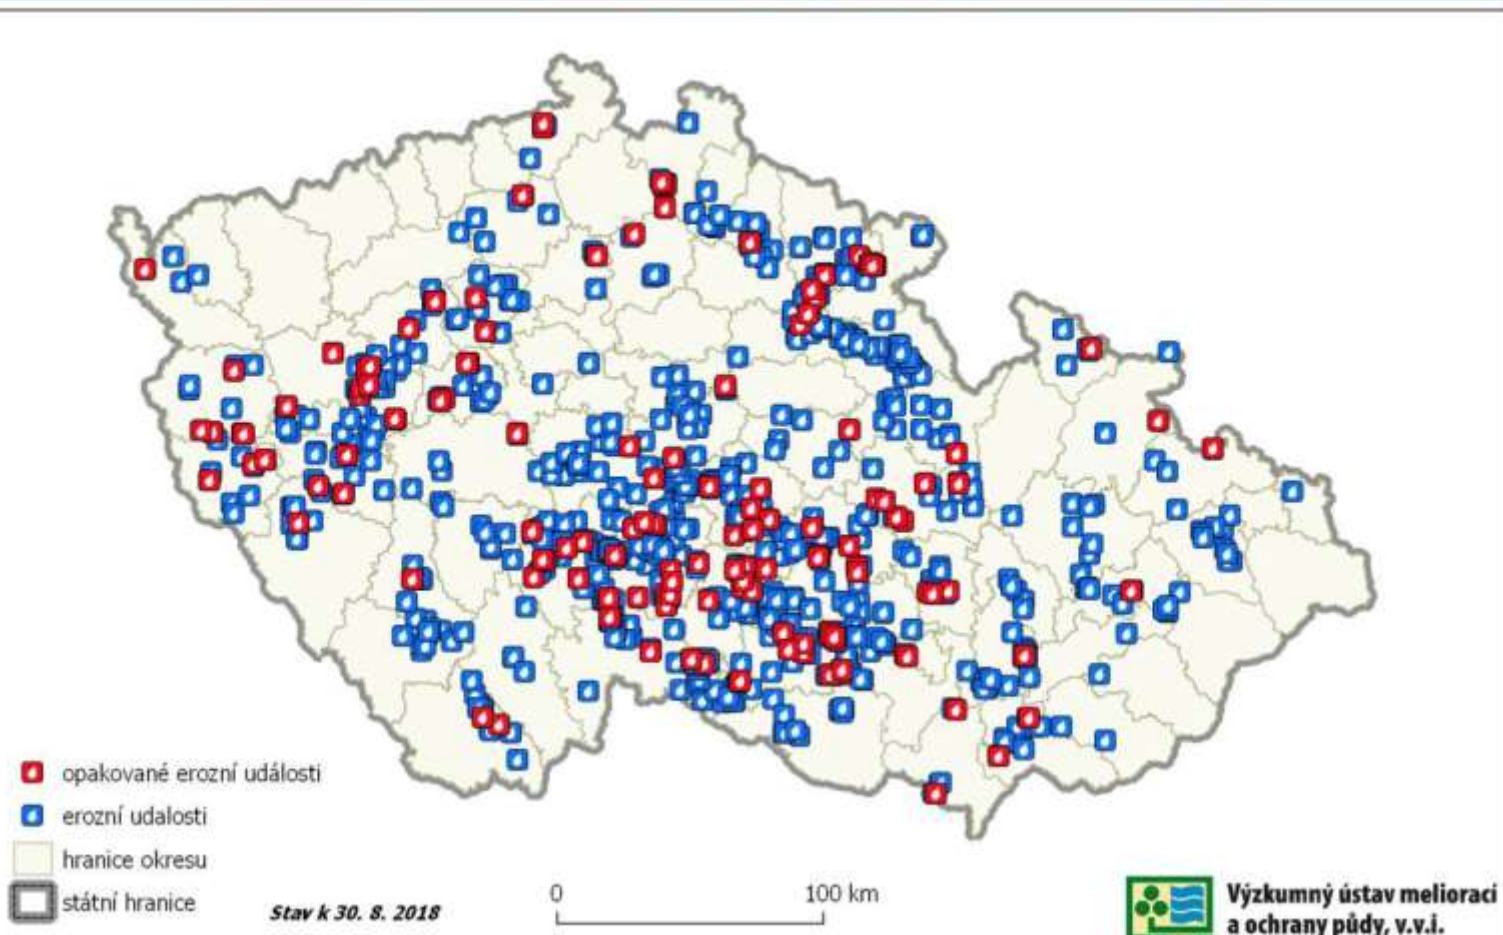 opakované erozní události
erozní udalosti
hranice okresu
státní hranice
Stav k 30. 8. 2018
0 100 km
Výzkumný ústav meliorací
a ochrany půdy, v.v.i.